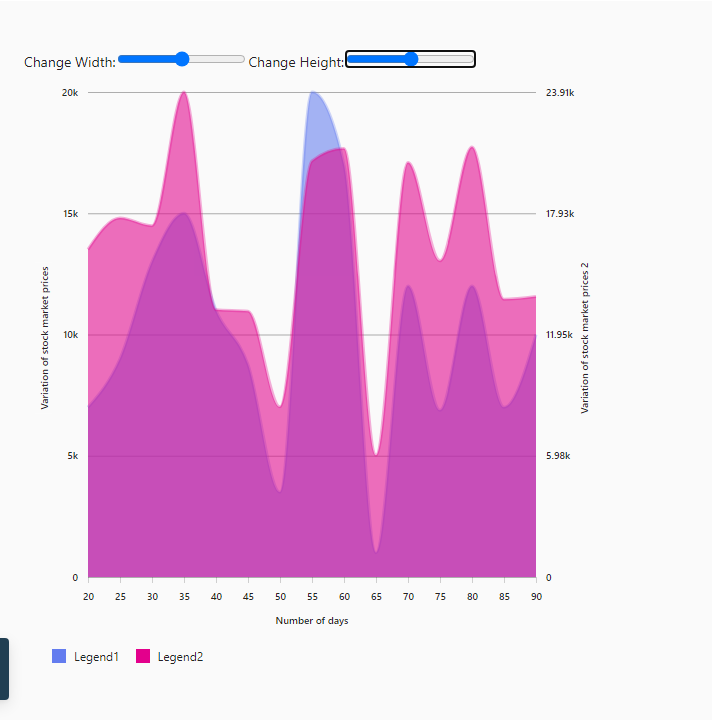 Change Width: Change Height:
20k 23.91k
15k 17.93k
Variation of stock market prices
Variation of stock market prices 2
10k 11.95k
5k 5.98k
0 0
20 25 30 35 40 45 50 55 60 65 70 75 80 85 90
Number of days
Legend1 Legend2